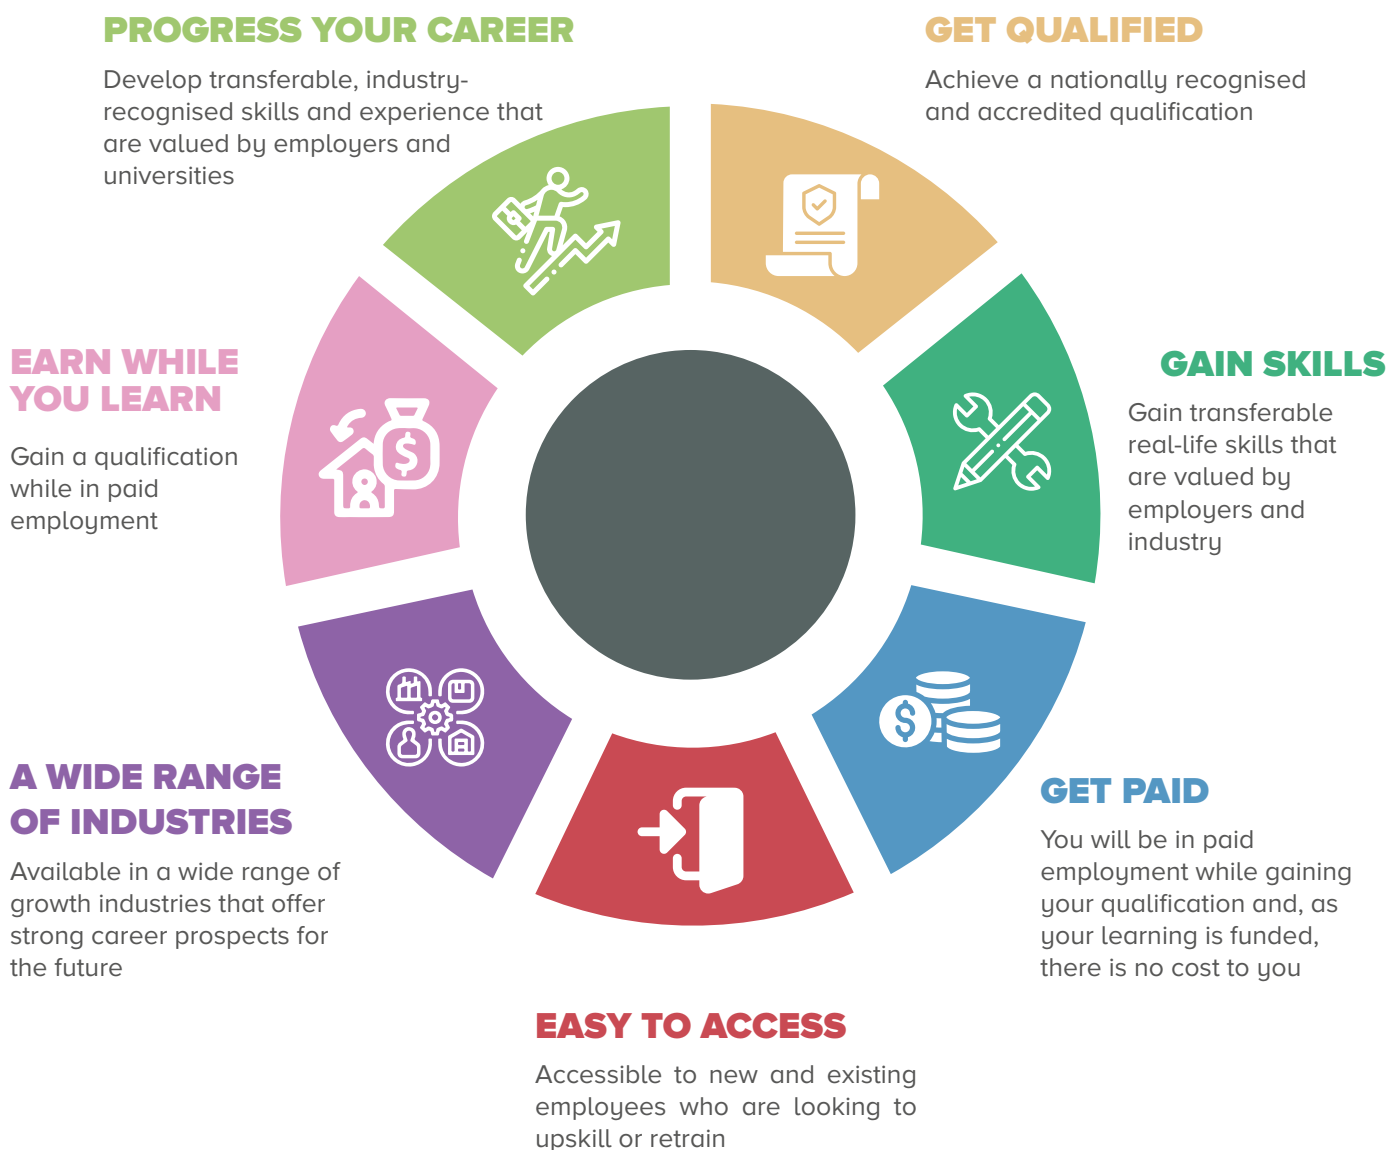 PROGRESS YOUR CAREER
Develop transferable, industry-
recognised skills and experience that
are valued by employers and
universities
GET QUALIFIED
Achieve a nationally recognised
and accredited qualification
GAIN SKILLS
Gain transferable
real-life skills that
are valued by
employers and
industry
GET PAID
You will be in paid
employment while gaining
your qualification and, as
your learning is funded,
there is no cost to you
EASY TO ACCESS
Accessible to new and existing
employees who are looking to
upskill or retrain
A WIDE RANGE
OF INDUSTRIES
Available in a wide range of
growth industries that offer
strong career prospects for
the future
EARN WHILE
YOU LEARN
Gain a qualification
while in paid
employment